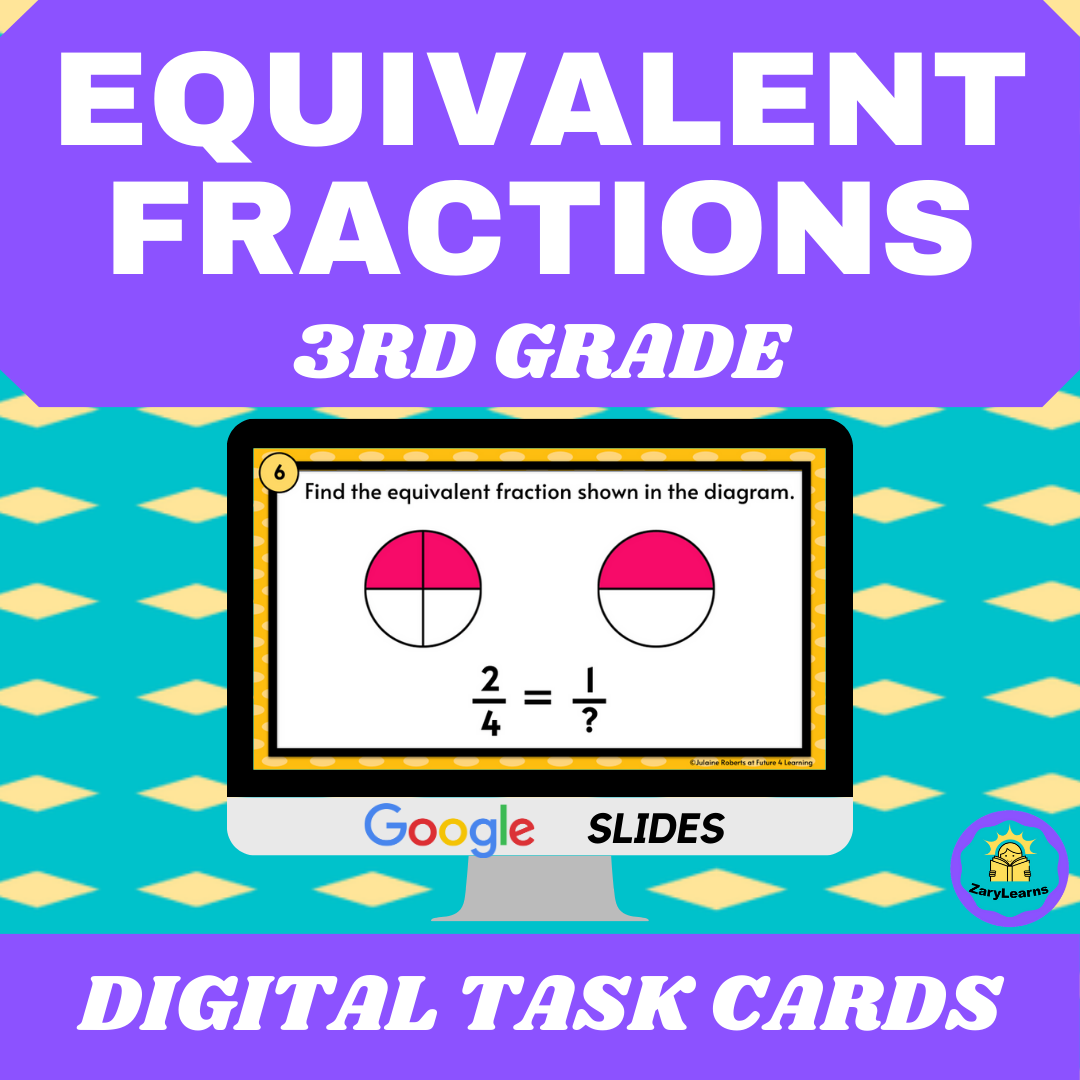 EQUIVALENT
FRACTIONS
3RD GRADE
6
Find the equivalent fraction shown in the diagram.
2/4 = 1/?
©Julaine Roberts at Future 4 Learning
Google SLIDES
ZaryLearns
DIGITAL TASK CARDS